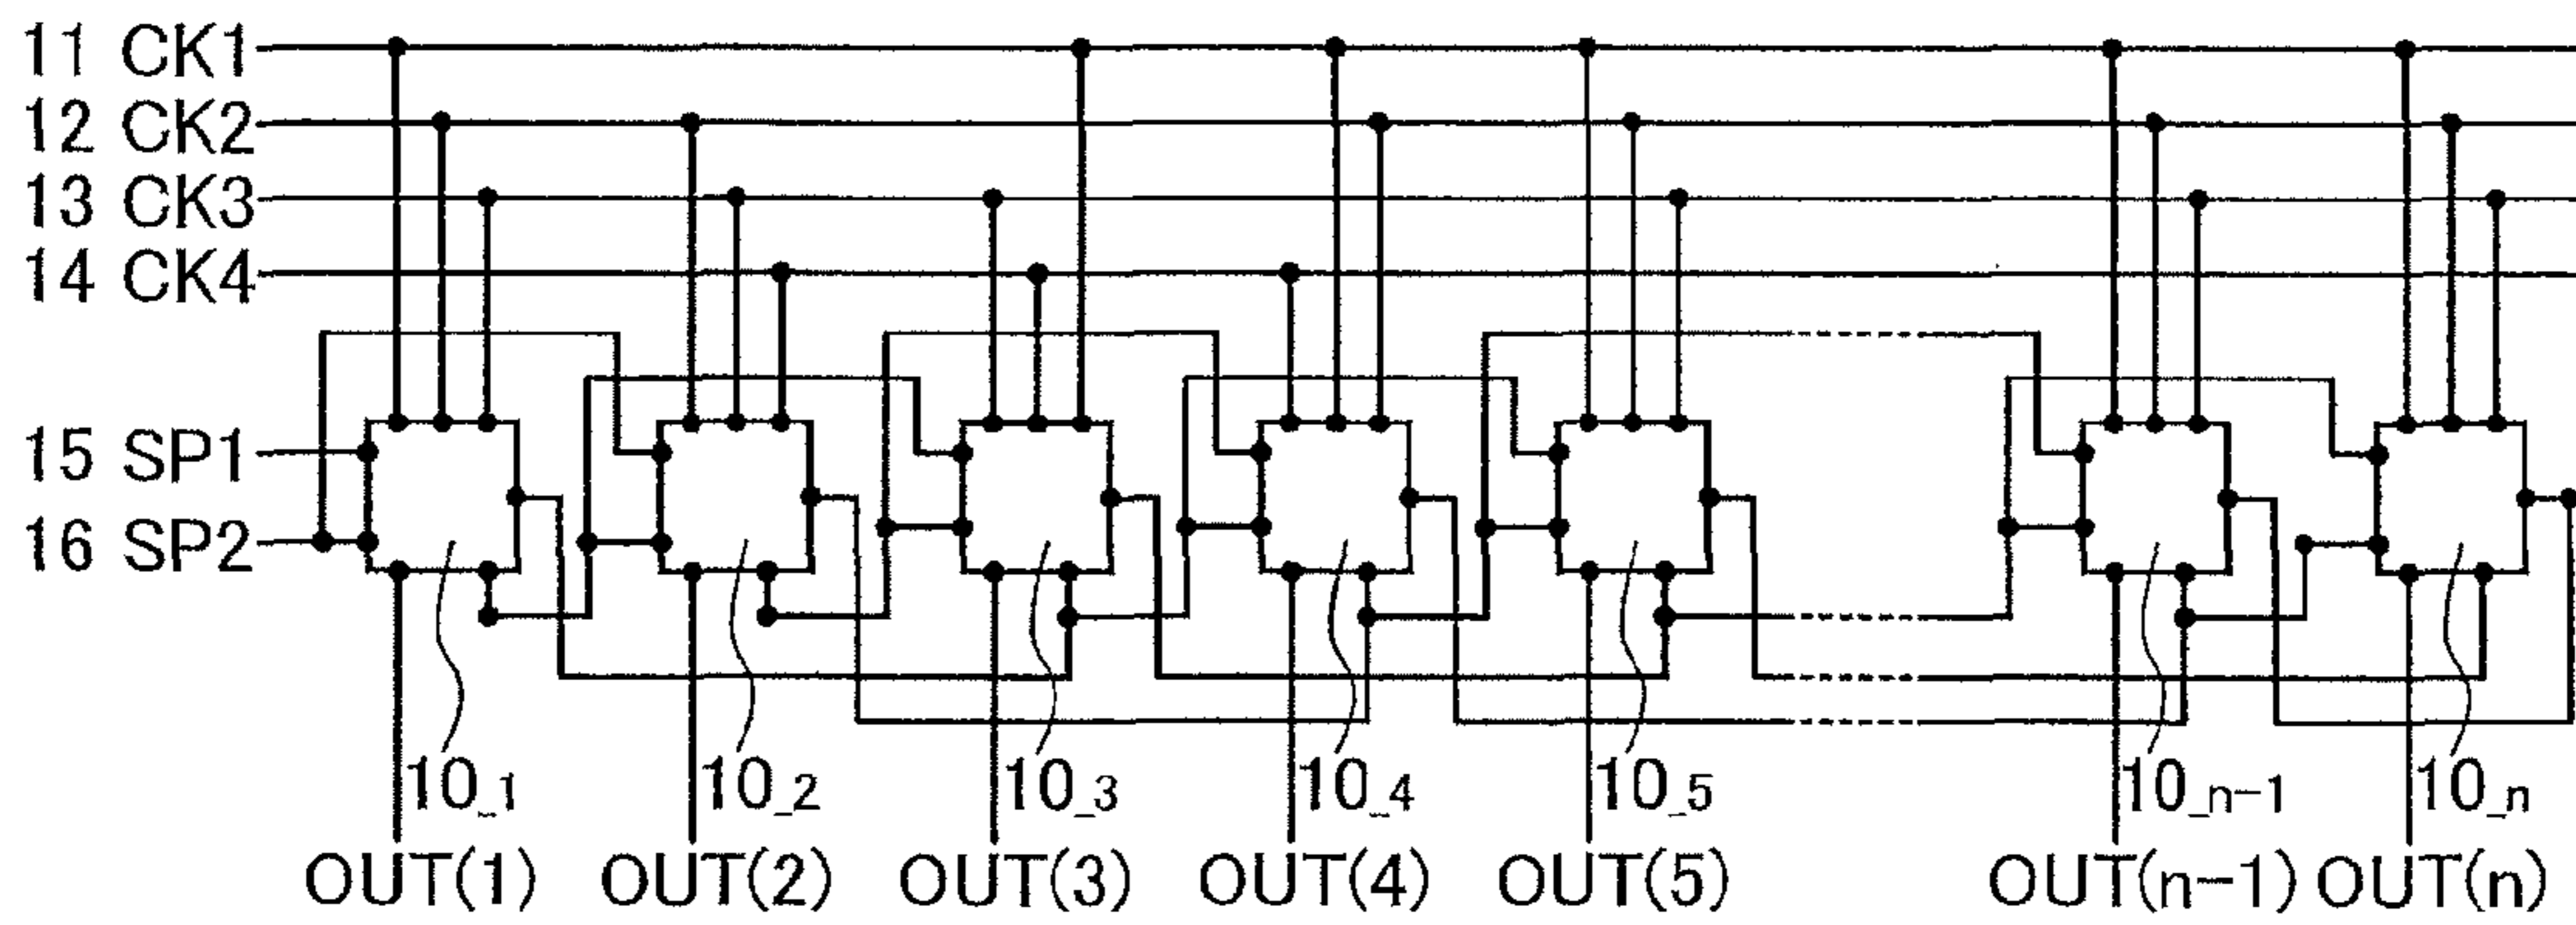 11 CK1
12 CK2
13 CK3
14 CK4
15 SP1
16 SP2
10_1 10_2 10_3 10_4 10_5 10_n-1 10_n
OUT(1) OUT(2) OUT(3) OUT(4) OUT(5) OUT(n-1) OUT(n)